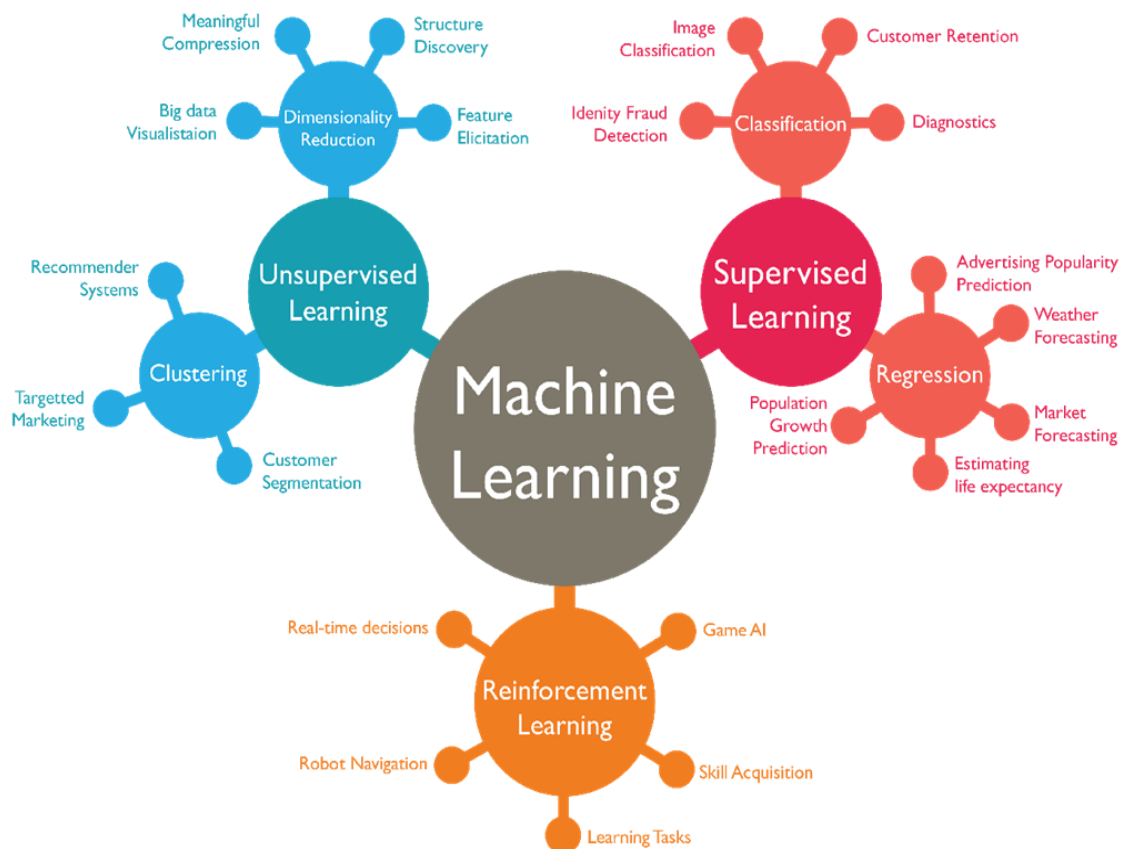 Meaningful
Compression
Structure
Discovery
Big data
Visualistaion
Dimensionality
Reduction
Feature
Elicitation
Image
Classification
Customer Retention
Idenity Fraud
Detection
Classification
Diagnostics
Unsupervised
Learning
Supervised
Learning
Recommender
Systems
Clustering
Targetted
Marketing
Customer
Segmentation
Advertising Popularity
Prediction
Weather
Forecasting
Regression
Population
Growth
Prediction
Market
Forecasting
Estimating
life expectancy
Machine
Learning
Real-time decisions
Game AI
Reinforcement
Learning
Robot Navigation
Skill Acquisition
Learning Tasks